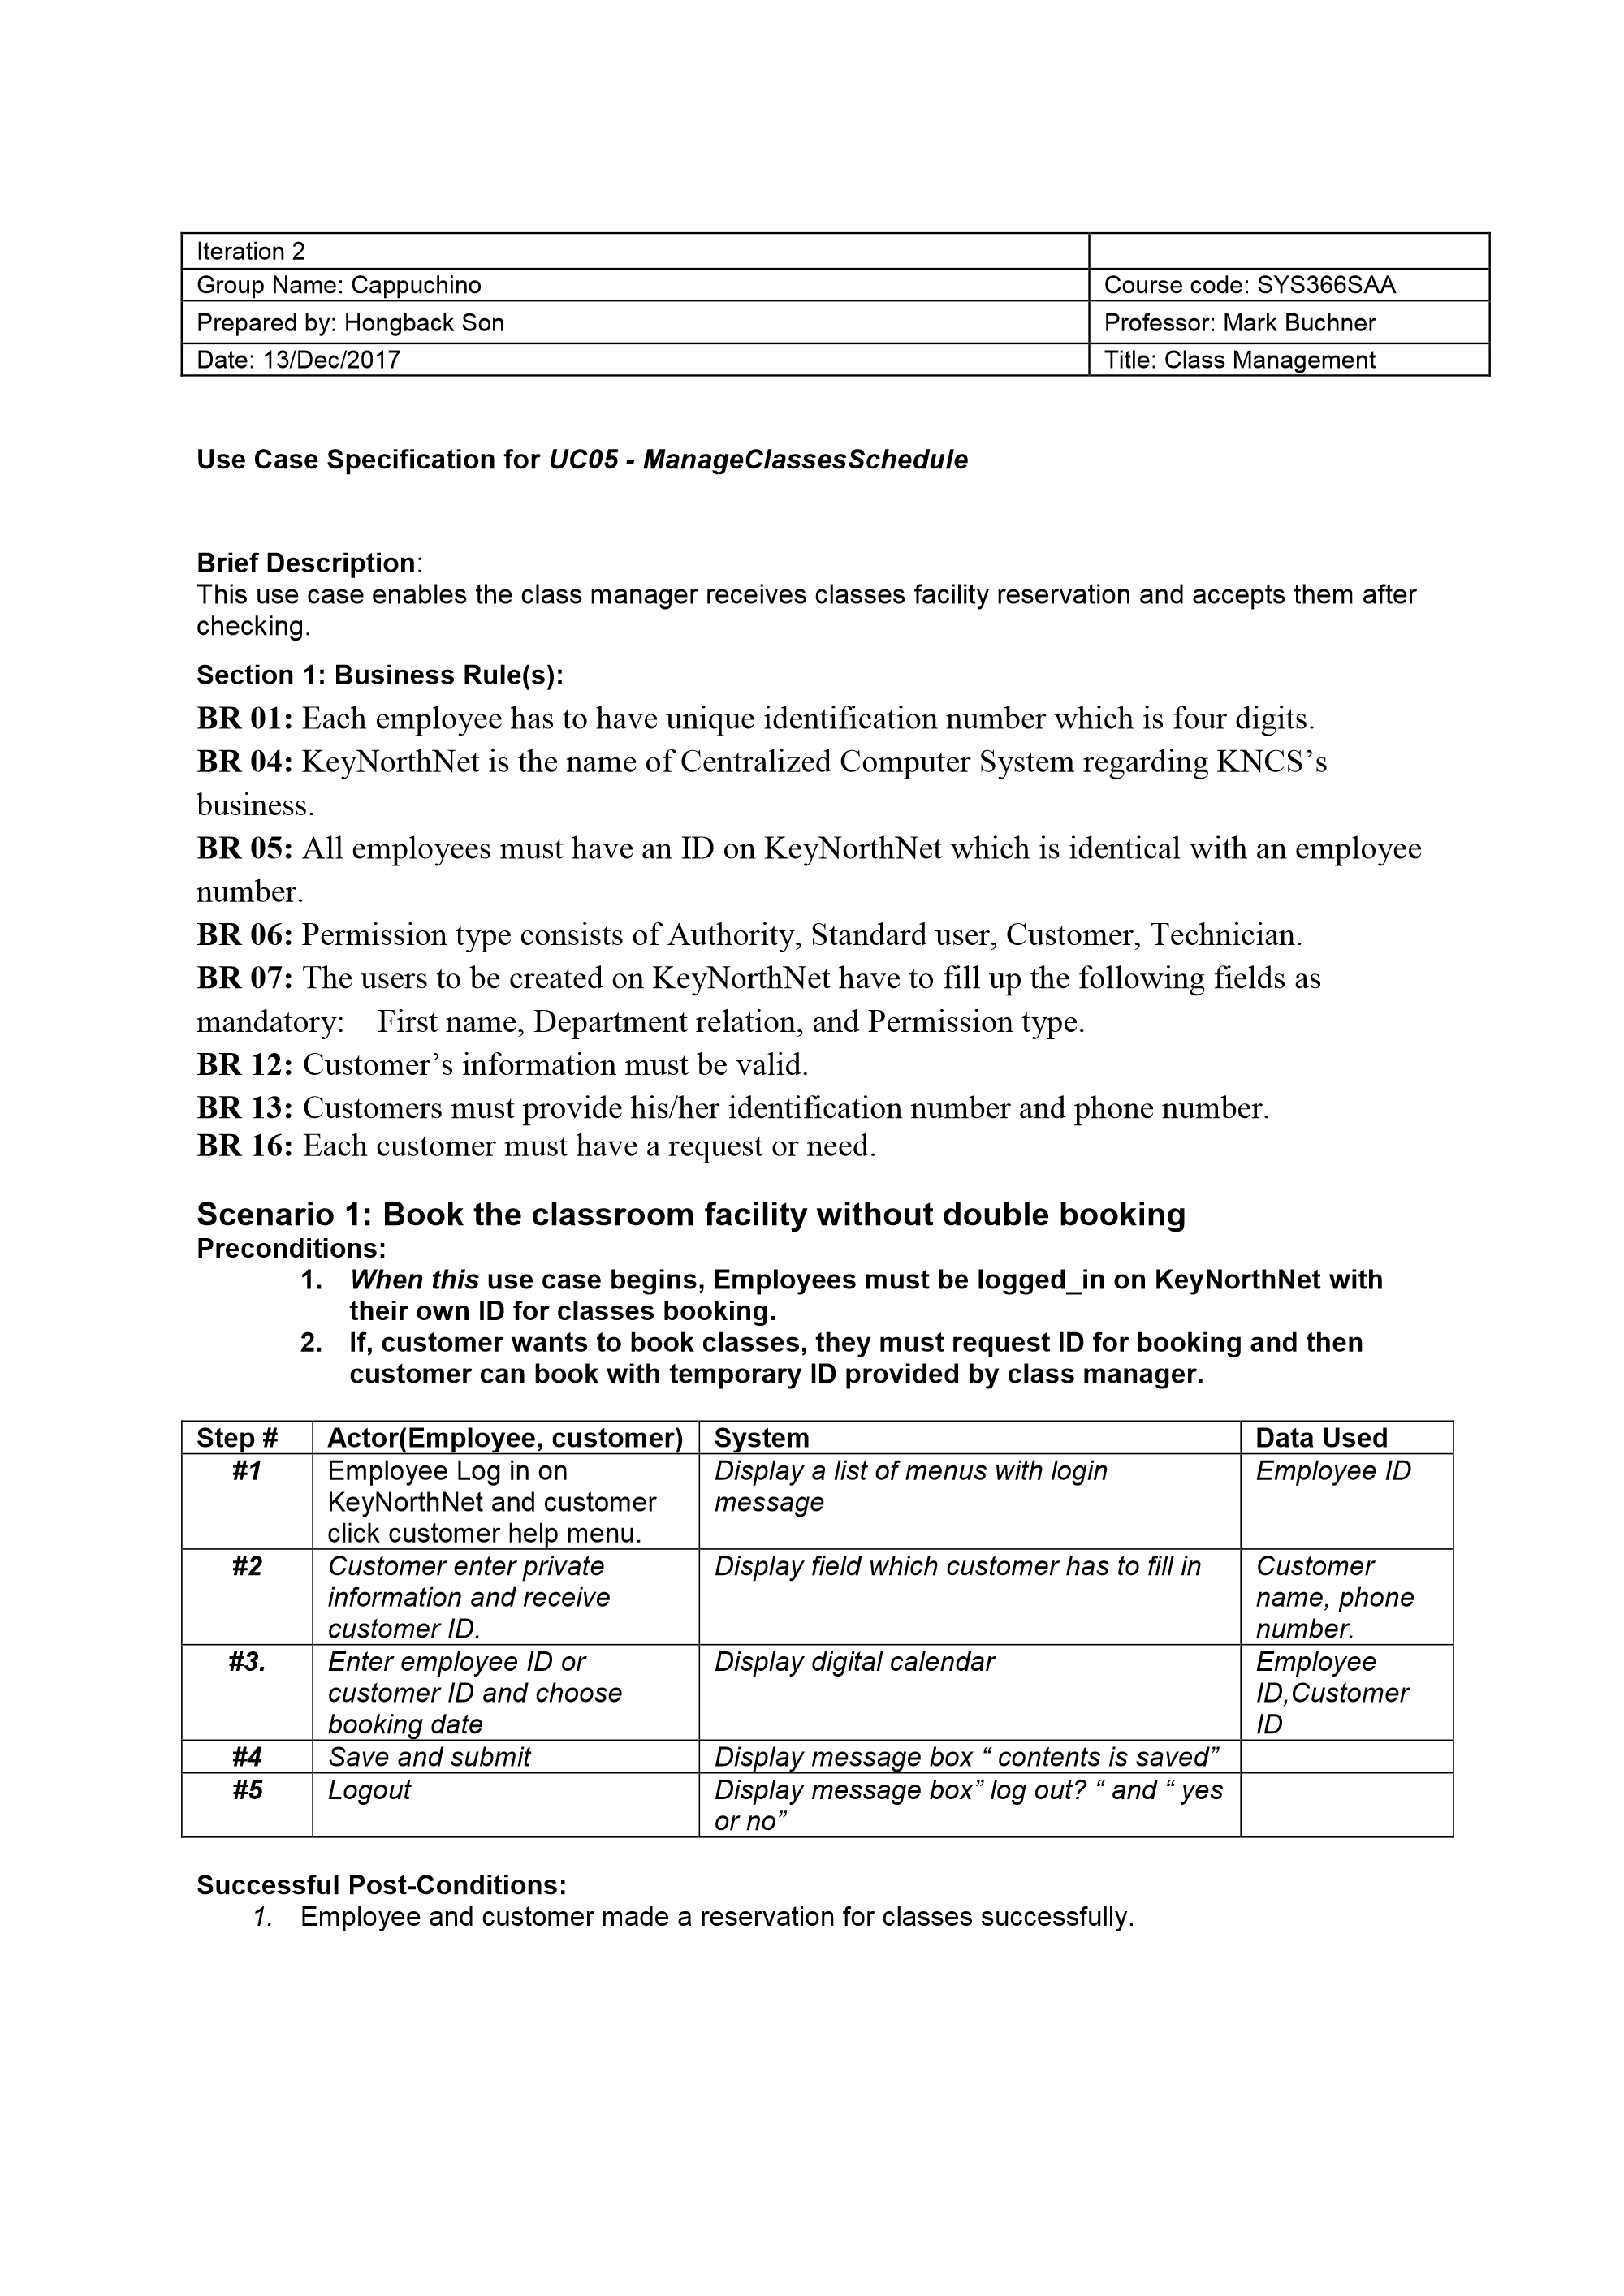 Iteration 2
Group Name: Cappuchino
Course code: SYS366SAA
Prepared by: Hongback Son
Professor: Mark Buchner
Date: 13/Dec/2017
Title: Class Management
Use Case Specification for UC05 - ManageClassesSchedule
Brief Description:
This use case enables the class manager receives classes facility reservation and accepts them after
checking.
Section 1: Business Rule(s):
BR 01: Each employee has to have unique identification number which is four digits.
BR 04: KeyNorthNet is the name of Centralized Computer System regarding KNCS’s
business.
BR 05: All employees must have an ID on KeyNorthNet which is identical with an employee
number.
BR 06: Permission type consists of Authority, Standard user, Customer, Technician.
BR 07: The users to be created on KeyNorthNet have to fill up the following fields as
mandatory: First name, Department relation, and Permission type.
BR 12: Customer’s information must be valid.
BR 13: Customers must provide his/her identification number and phone number.
BR 16: Each customer must have a request or need.
Scenario 1: Book the classroom facility without double booking
Preconditions:
1. When this use case begins, Employees must be logged_in on KeyNorthNet with
their own ID for classes booking.
2. If, customer wants to book classes, they must request ID for booking and then
customer can book with temporary ID provided by class manager.
Step # Actor(Employee, customer) System Data Used
#1
Employee Log in on
KeyNorthNet and customer
click customer help menu.
Display a list of menus with login
message
Employee ID
#2
Customer enter private
information and receive
customer ID.
Display field which customer has to fill in
Customer
name, phone
number.
#3.
Enter employee ID or
customer ID and choose
booking date
Display digital calendar
Employee
ID,Customer
ID
#4
Save and submit
Display message box “ contents is saved”
#5
Logout
Display message box” log out? “ and “ yes
or no”
Successful Post-Conditions:
1. Employee and customer made a reservation for classes successfully.